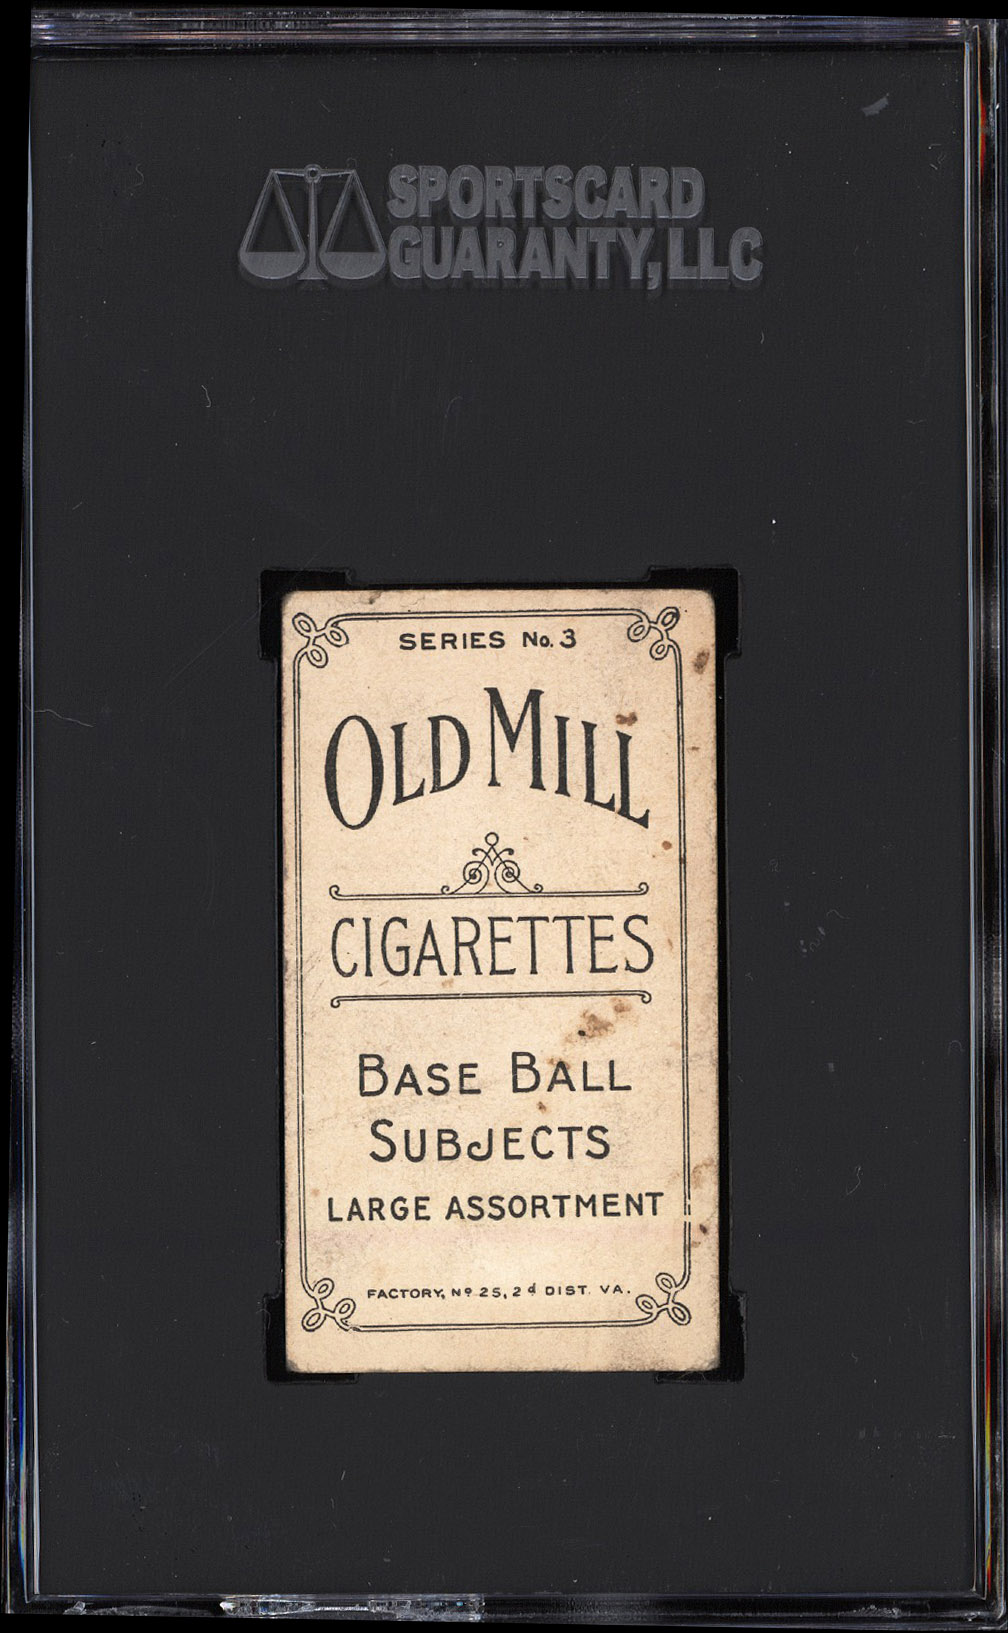 SPORTSCARD
GUARANTY, LLC
SERIES No. 3
OLD MILL
CIGARETTES
BASE BALL
SUBJECTS
LARGE ASSORTMENT
FACTORY, Nº 25, 2d DIST. VA.